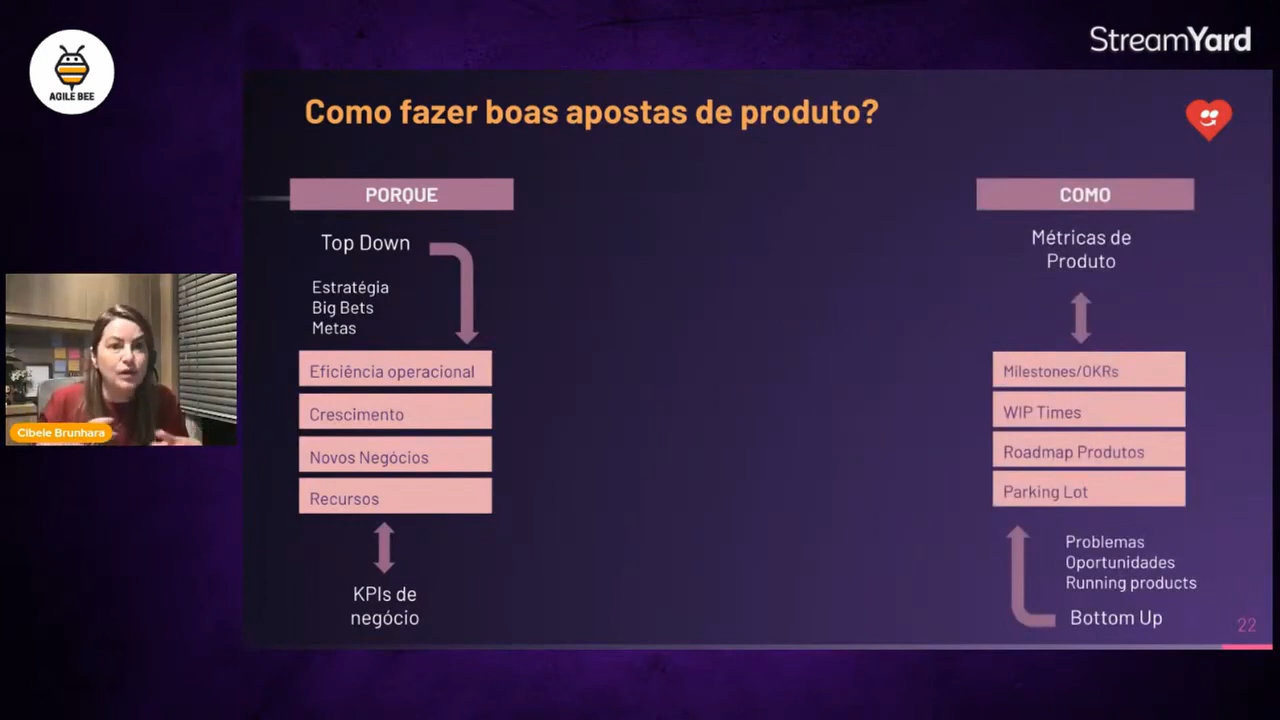 AGILE BEE
StreamYard
Como fazer boas apostas de produto?
PORQUE
Top Down
Estratégia
Big Bets
Metas
Eficiência operacional
Crescimento
Novos Negócios
Recursos
KPIs de
negócio
COMO
Métricas de
Produto
Milestones/OKRs
WIP Times
Roadmap Produtos
Parking Lot
Problemas
Oportunidades
Running products
Bottom Up
22
Cibele Brunhara